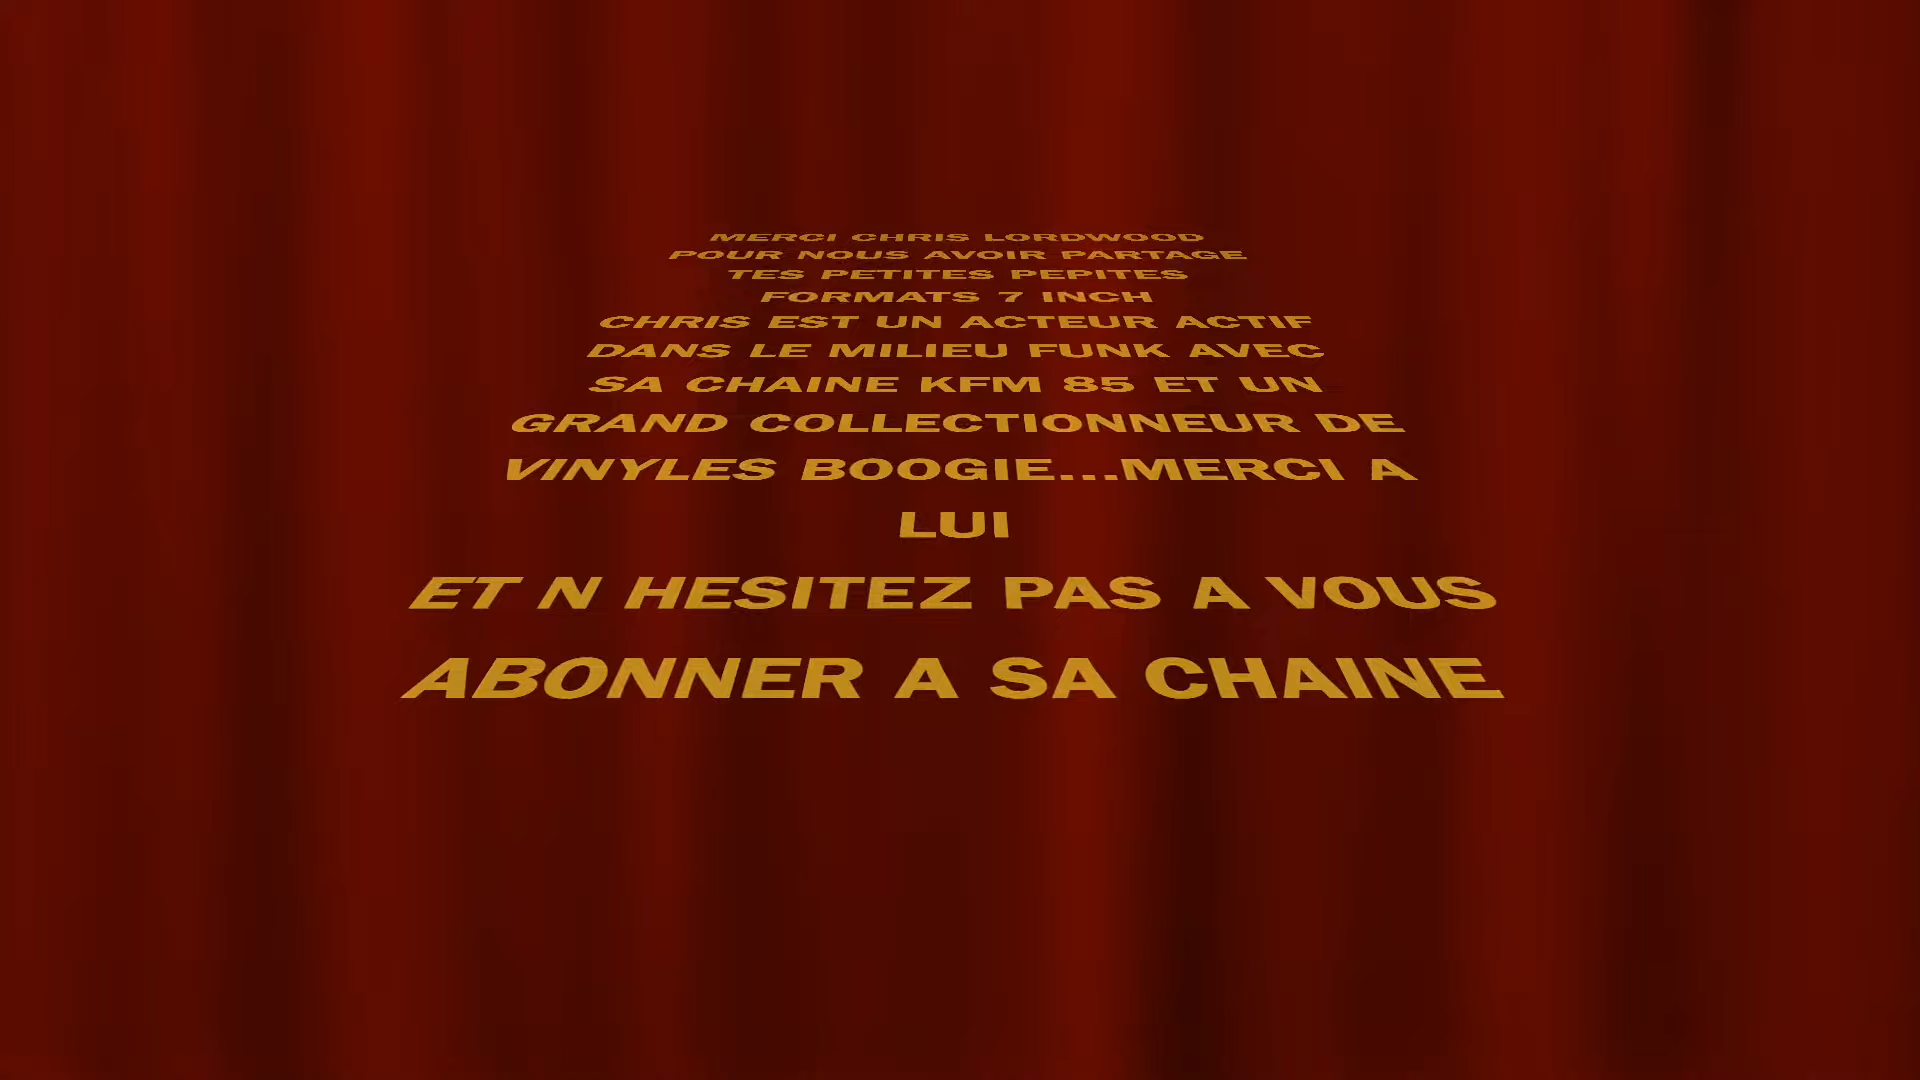 MERCI CHRIS LORDWOOD
POUR NOUS AVOIR PARTAGE
TES PETITES PEPITES
FORMATS 7 INCH
CHRIS EST UN ACTEUR ACTIF
DANS LE MILIEU FUNK AVEC
SA CHAINE KFM 85 ET UN
GRAND COLLECTIONNEUR DE
VINYLES BOOGIE...MERCI A
LUI
ET N HESITEZ PAS A VOUS
ABONNER A SA CHAINE